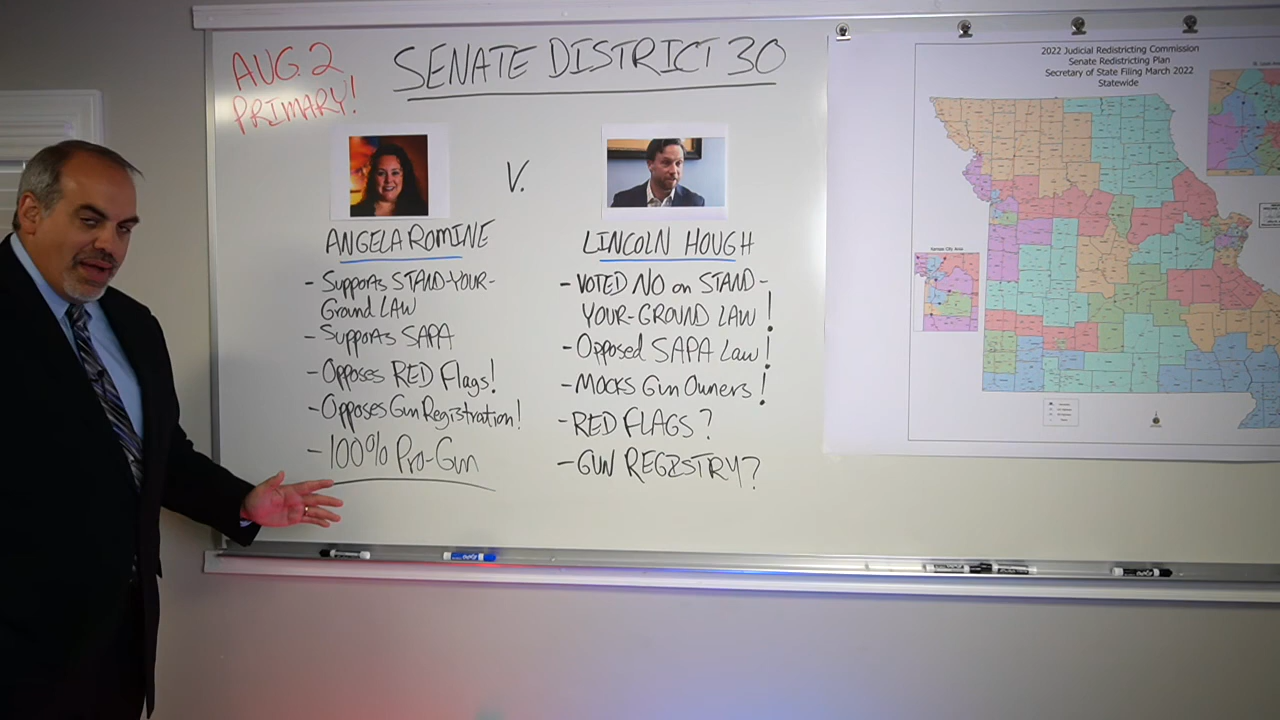 AUG. 2
PRIMARY!
SENATE DISTRICT 30
V.
ANGELA ROMINE
- Supports STAND-YOUR-
Ground LAW
- Supports SAPA
- Opposes RED Flags!
- Opposes Gun Registration!
- 100% Pro-Gun
LINCOLN HOUGH
- VOTED NO on STAND-
YOUR-GROUND LAW!
- Opposed SAPA Law!
- MOCKS Gun Owners!
- RED FLAGS?
- GUN REGISTRY?
2022 Judicial Redistricting Commission
Senate Redistricting Plan
Secretary of State Filing March 2022
Statewide
Kansas City Area